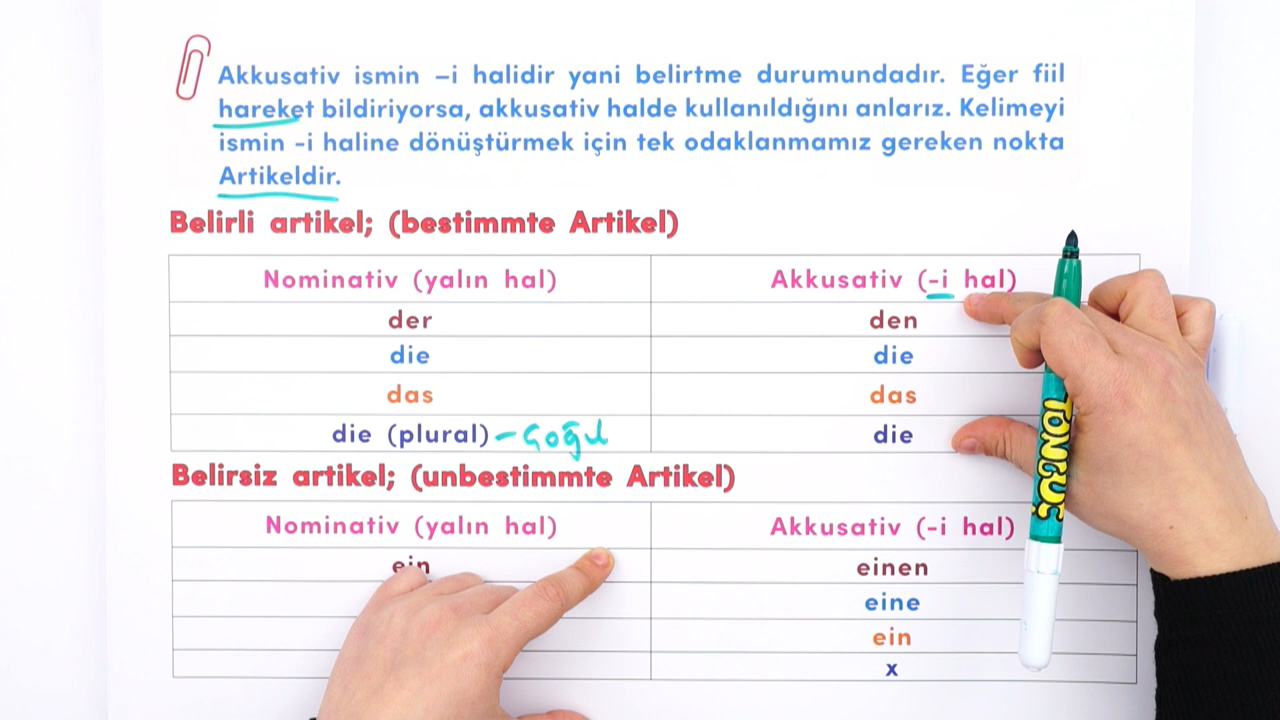 Akkusativ ismin –i halidir yani belirtme durumundadır. Eğer fiil
hareket bildiriyorsa, akkusativ halde kullanıldığını anlarız. Kelimeyi
ismin -i haline dönüştürmek için tek odaklanmamız gereken nokta
Artikeldir.
Belirli artikel; (bestimmte Artikel)
Nominativ (yalın hal) Akkusativ (-i hal)
der den
die die
das das
die (plural) – Çoğul die
Belirsiz artikel; (unbestimmte Artikel)
Nominativ (yalın hal) Akkusativ (-i hal)
ein einen
eine
ein
x
TONGUÇ